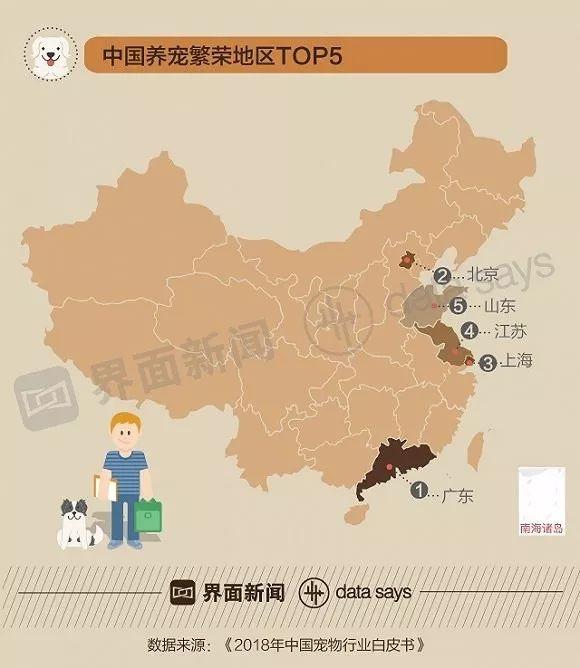 中国养宠繁荣地区TOP5
2 北京
5 山东
4 江苏
3 上海
1 广东
南海诸岛
界面新闻 data says
界面新闻 data says
数据来源：《2018年中国宠物行业白皮书》